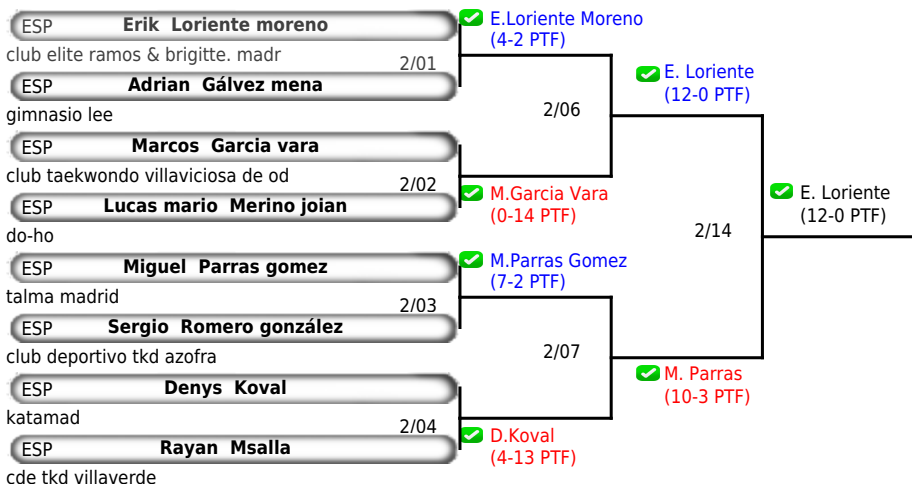 ESP Erik Loriente moreno
club elite ramos & brigitte. madr
2/01
ESP Adrian Gálvez mena
gimnasio lee
ESP Marcos Garcia vara
club taekwondo villaviciosa de od
2/02
ESP Lucas mario Merino joian
do-ho
ESP Miguel Parras gomez
talma madrid
2/03
ESP Sergio Romero gonzález
club deportivo tkd azofra
ESP Denys Koval
katamad
2/04
ESP Rayan Msalla
cde tkd villaverde
E.Loriente Moreno
(4-2 PTF)
2/06
M.Garcia Vara
(0-14 PTF)
M.Parras Gomez
(7-2 PTF)
2/07
D.Koval
(4-13 PTF)
E. Loriente
(12-0 PTF)
2/14
M. Parras
(10-3 PTF)
E. Loriente
(12-0 PTF)